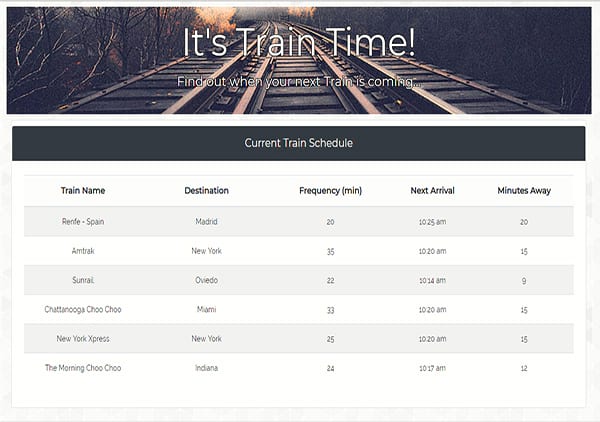 It's Train Time!
Find out when your next Train is coming...
Current Train Schedule
Train Name Destination Frequency (min) Next Arrival Minutes Away
Renfe - Spain Madrid 20 10:25 am 20
Amtrak New York 35 10:20 am 15
Sunrail Oviedo 22 10:14 am 9
Chattanooga Choo Choo Miami 33 10:20 am 15
New York Xpress New York 25 10:20 am 15
The Morning Choo Choo Indiana 24 10:17 am 12